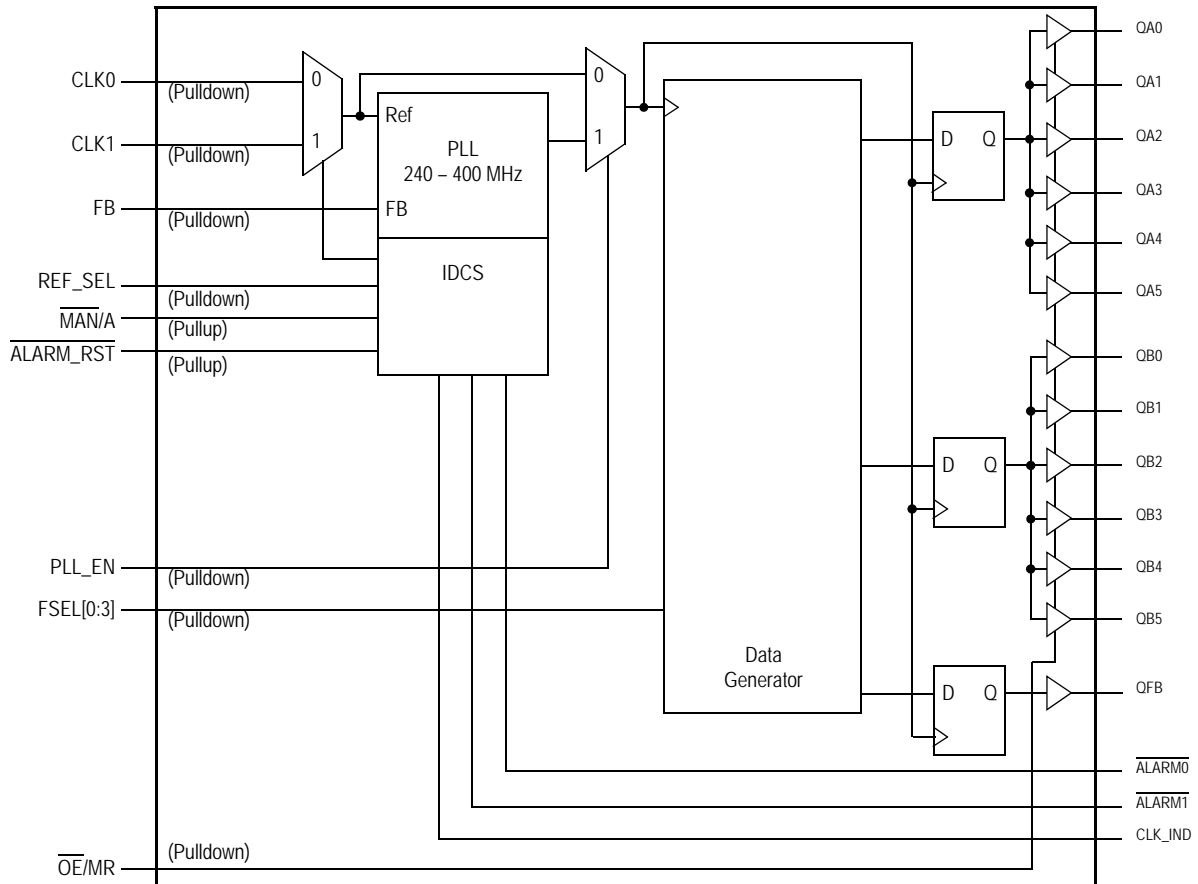 CLK0
(Pulldown)
CLK1
(Pulldown)
FB
(Pulldown)
REF_SEL
(Pulldown)
MAN/A
(Pullup)
ALARM_RST
(Pullup)
PLL_EN
(Pulldown)
FSEL[0:3]
(Pulldown)
OE/MR
(Pulldown)
0
1
Ref
PLL
240 – 400 MHz
FB
IDCS
0
1
Data
Generator
D Q
D Q
D Q
QA0
QA1
QA2
QA3
QA4
QA5
QB0
QB1
QB2
QB3
QB4
QB5
QFB
ALARM0
ALARM1
CLK_IND